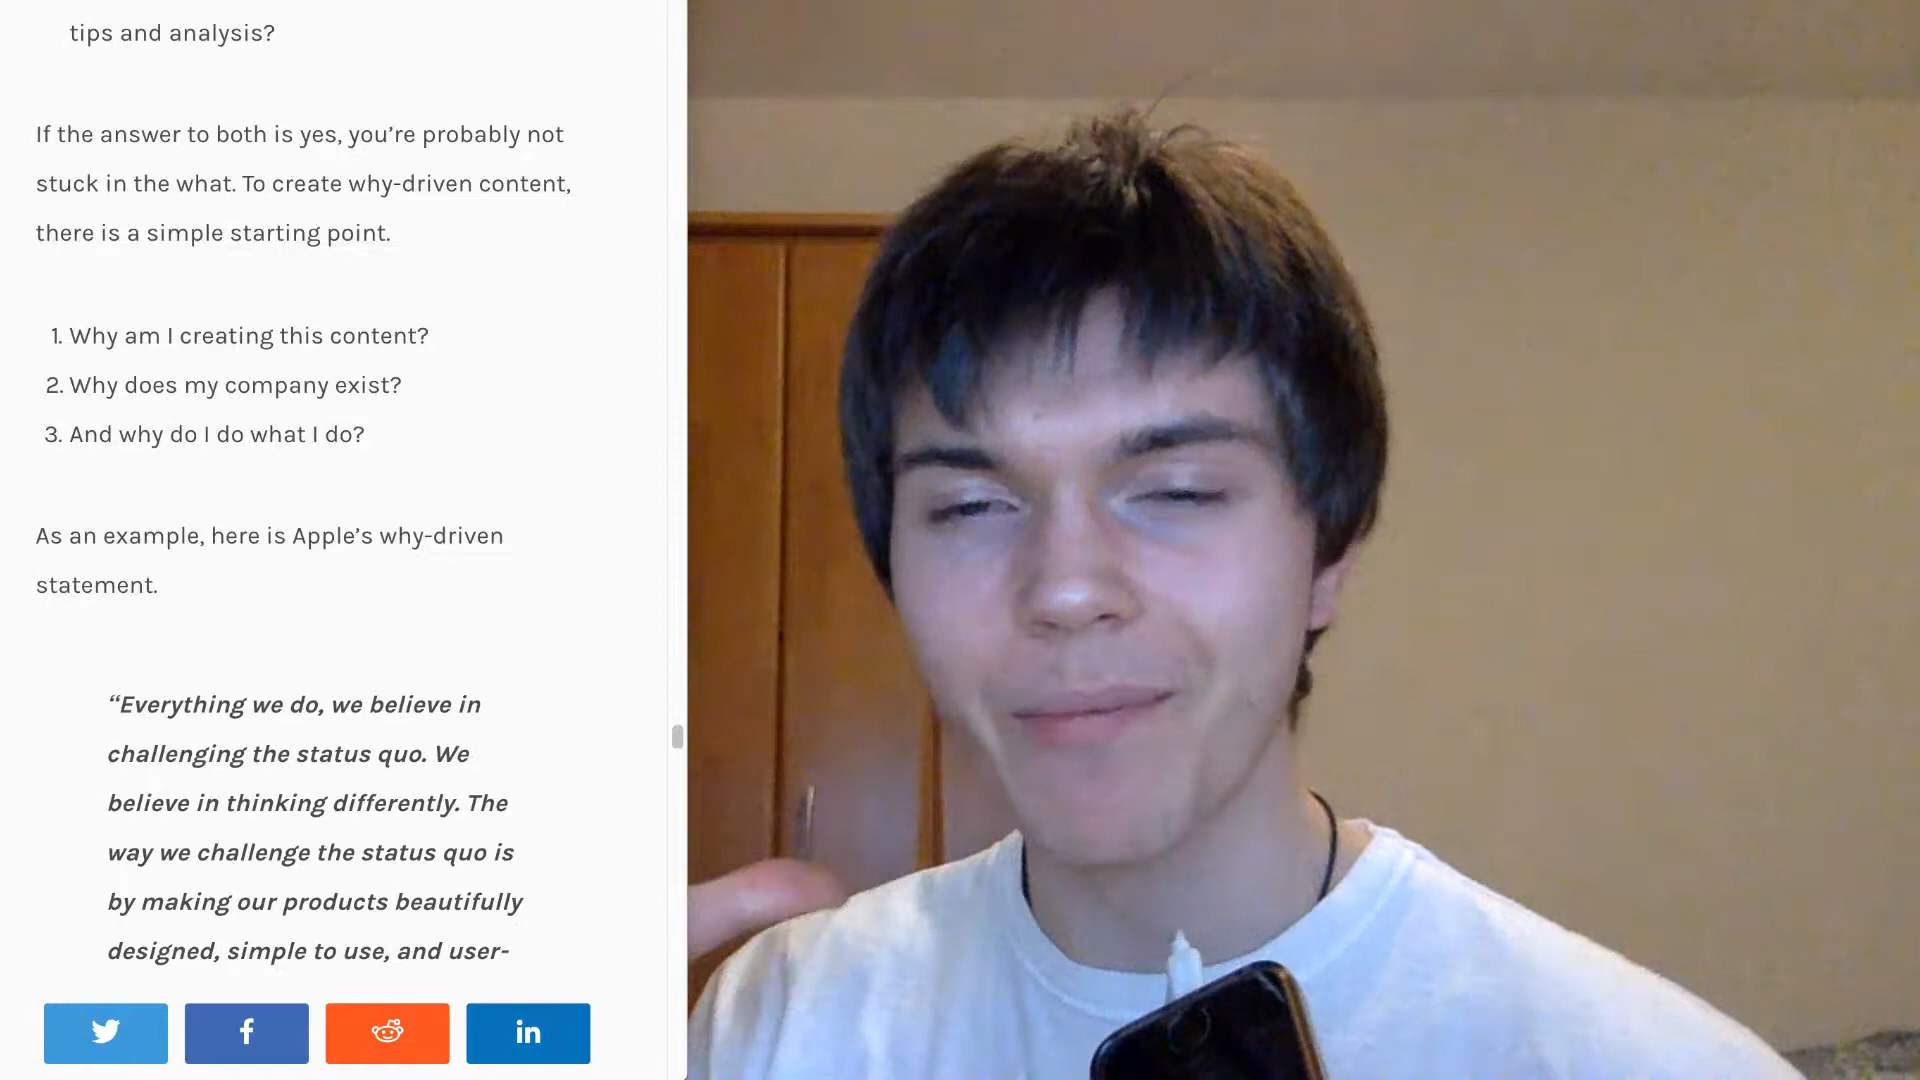 tips and analysis?
If the answer to both is yes, you’re probably not
stuck in the what. To create why-driven content,
there is a simple starting point.
1. Why am I creating this content?
2. Why does my company exist?
3. And why do I do what I do?
As an example, here is Apple’s why-driven
statement.
“Everything we do, we believe in
challenging the status quo. We
believe in thinking differently. The
way we challenge the status quo is
by making our products beautifully
designed, simple to use, and user-
f
in